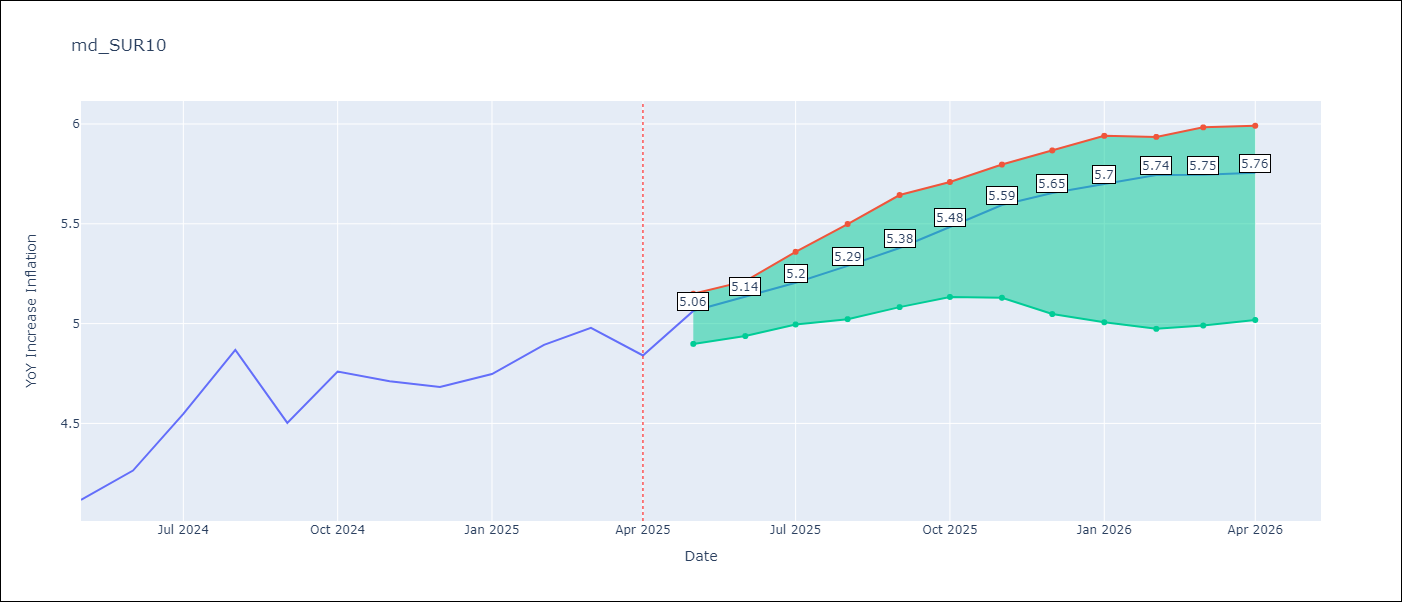 md_SUR10
YoY Increase Inflation
6
5.5
5
4.5
5.06
5.14
5.2
5.29
5.38
5.48
5.59
5.65
5.7
5.74
5.75
5.76
Jul 2024
Oct 2024
Jan 2025
Apr 2025
Jul 2025
Oct 2025
Jan 2026
Apr 2026
Date